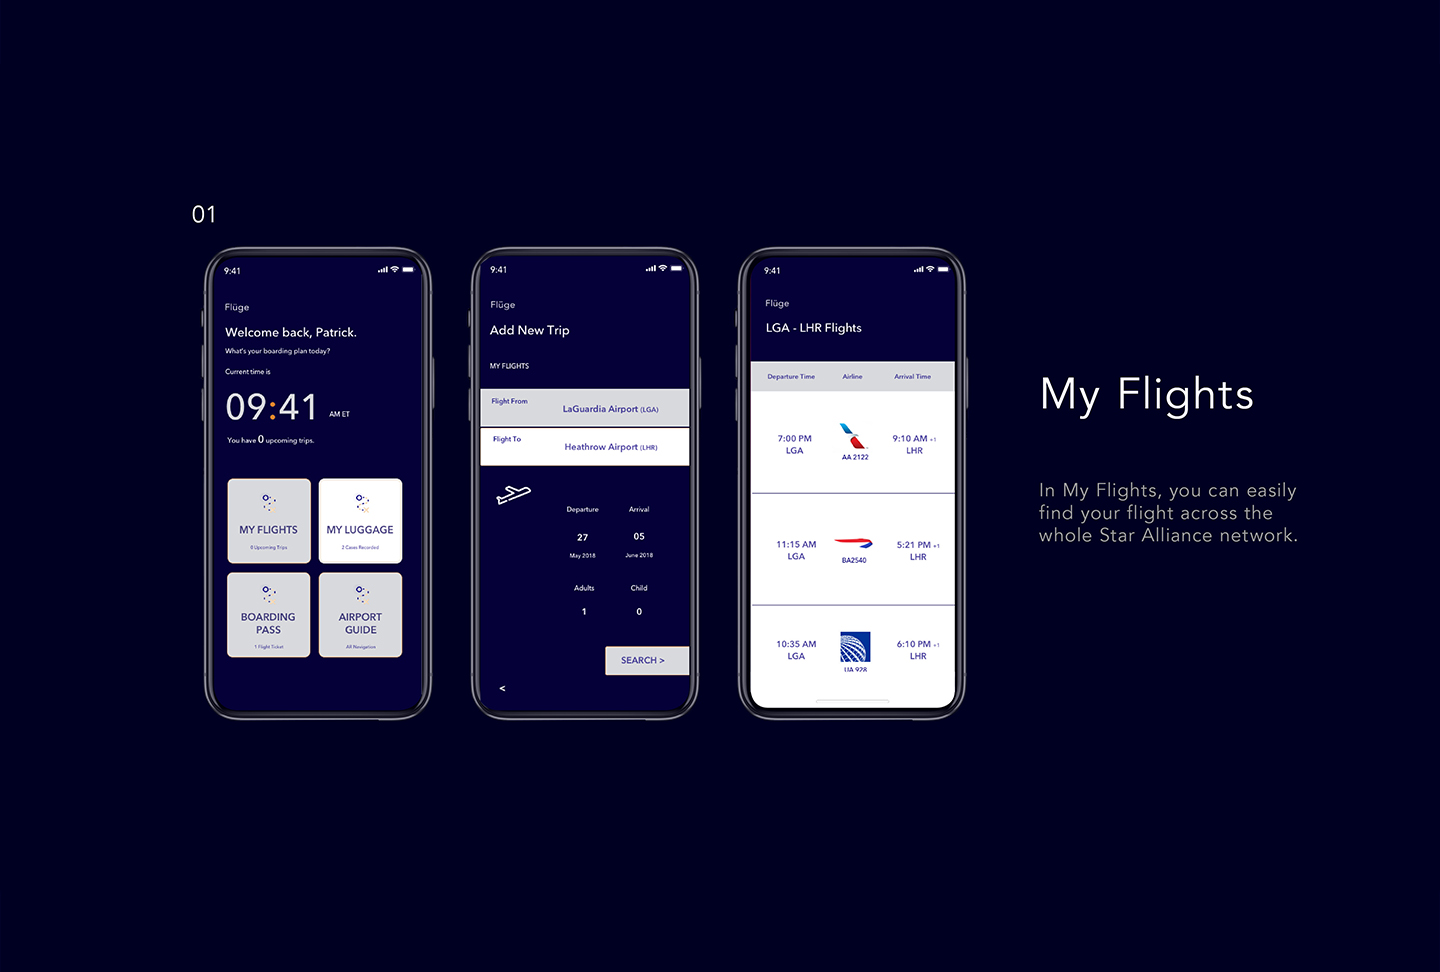 01
9:41
Flüge
Welcome back, Patrick.
What's your boarding plan today?
Current time is
09:41 AM ET
You have 0 upcoming trips.
MY FLIGHTS
0 Upcoming Trips
MY LUGGAGE
2 Cases Recorded
BOARDING
PASS
1 Flight Ticket
AIRPORT
GUIDE
All Navigation
9:41
Flüge
Add New Trip
MY FLIGHTS
Flight From
LaGuardia Airport (LGA)
Flight To
Heathrow Airport (LHR)
Departure Arrival
27 05
May 2018 June 2018
Adults Child
1 0
SEARCH >
<
9:41
Flüge
LGA - LHR Flights
Departure Time Airline Arrival Time
7:00 PM 9:10 AM +1
LGA AA 2122 LHR
11:15 AM 5:21 PM +1
LGA BA2540 LHR
10:35 AM 6:10 PM +1
LGA LHR
UA 928
My Flights
In My Flights, you can easily
find your flight across the
whole Star Alliance network.